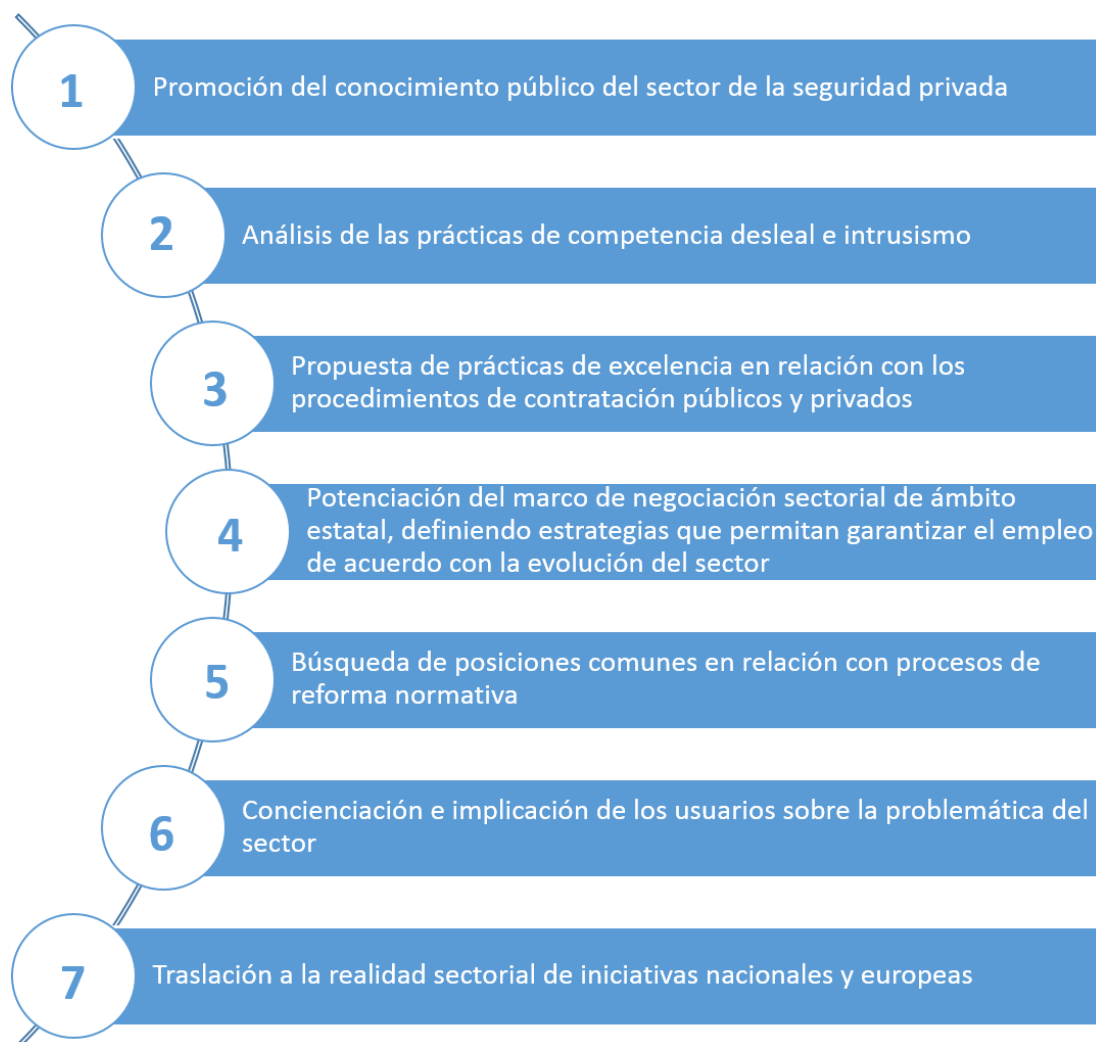 1
Promoción del conocimiento público del sector de la seguridad privada
2
Análisis de las prácticas de competencia desleal e intrusismo
3
Propuesta de prácticas de excelencia en relación con los
procedimientos de contratación públicos y privados
4
Potenciación del marco de negociación sectorial de ámbito
estatal, definiendo estrategias que permitan garantizar el empleo
de acuerdo con la evolución del sector
5
Búsqueda de posiciones comunes en relación con procesos de
reforma normativa
6
Concienciación e implicación de los usuarios sobre la problemática del
sector
7
Traslación a la realidad sectorial de iniciativas nacionales y europeas